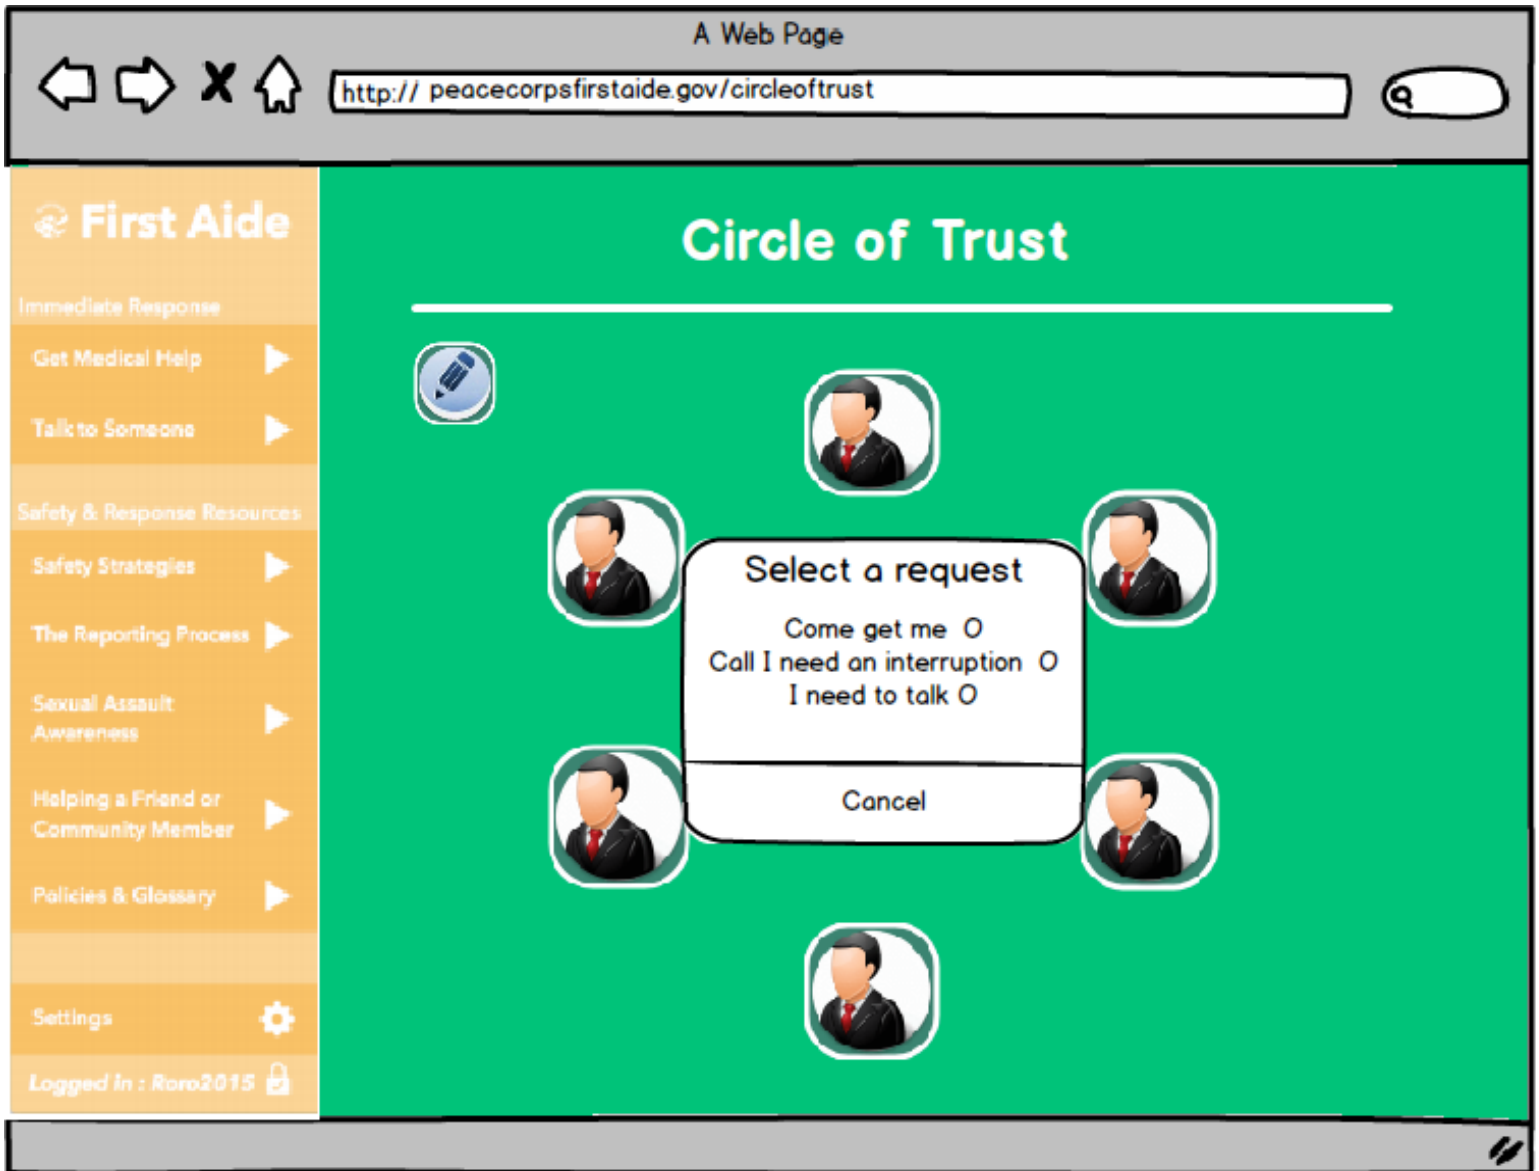 A Web Page
http:// peacecorpsfirstaide.gov/circleoftrust
First Aide
Immediate Response
Get Medical Help
Talk to Someone
Safety & Response Resources
Safety Strategies
The Reporting Process
Sexual Assault
Awareness
Helping a Friend or
Community Member
Policies & Glossary
Settings
Logged in : Roro2015
Circle of Trust
Select a request
Come get me O
Call I need an interruption O
I need to talk O
Cancel